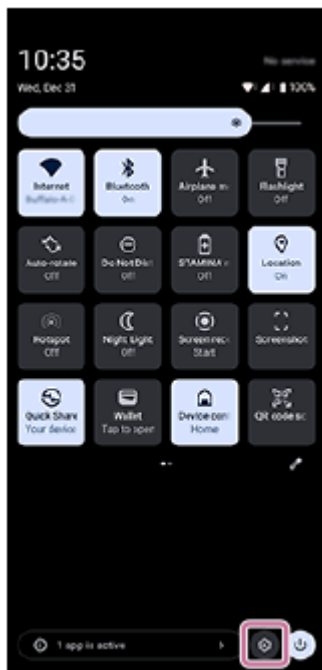 10:35
No service
Wed, Dec 31
100%
Internet
Bluetooth
On
Airplane m
Off
Flashlight
Off
Auto-rotate
Off
Do Not Dist
Off
STAMINA
Off
Location
On
Hotspot
Off
Night Light
Off
Screen rec
Start
Screenshot
Quick Share
Your device
Wallet
Tap to open
Device con
Home
QR code sc
1 app is active